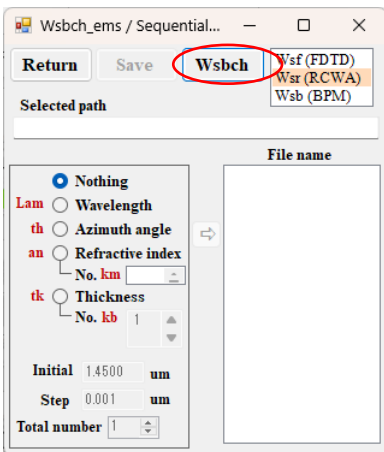 Wsbch_ems / Sequential...
Return Save Wsbch
Wsf (FDTD)
Wsr (RCWA)
Wsb (BPM)
Selected path
File name
Nothing
Lam Wavelength
th Azimuth angle
an Refractive index
No. km
tk Thickness
No. kb 1
Initial 1.4500 um
Step 0.001 um
Total number 1